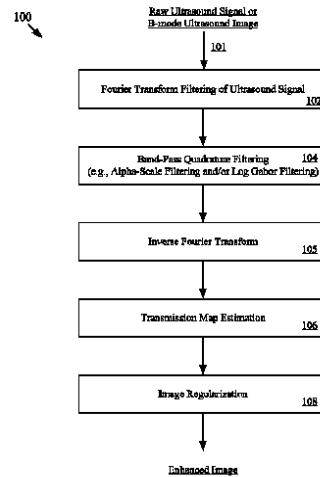 100
Raw Ultrasound Signal or
B-mode Ultrasound Image
101
Fourier Transform Filtering of Ultrasound Signal
102
Band-Pass Quadrature Filtering
104
(e.g., Alpha-Scale Filtering and/or Log Gabor Filtering)
Inverse Fourier Transform
105
Transmission Map Estimation
106
Image Regularization
108
Enhanced Image